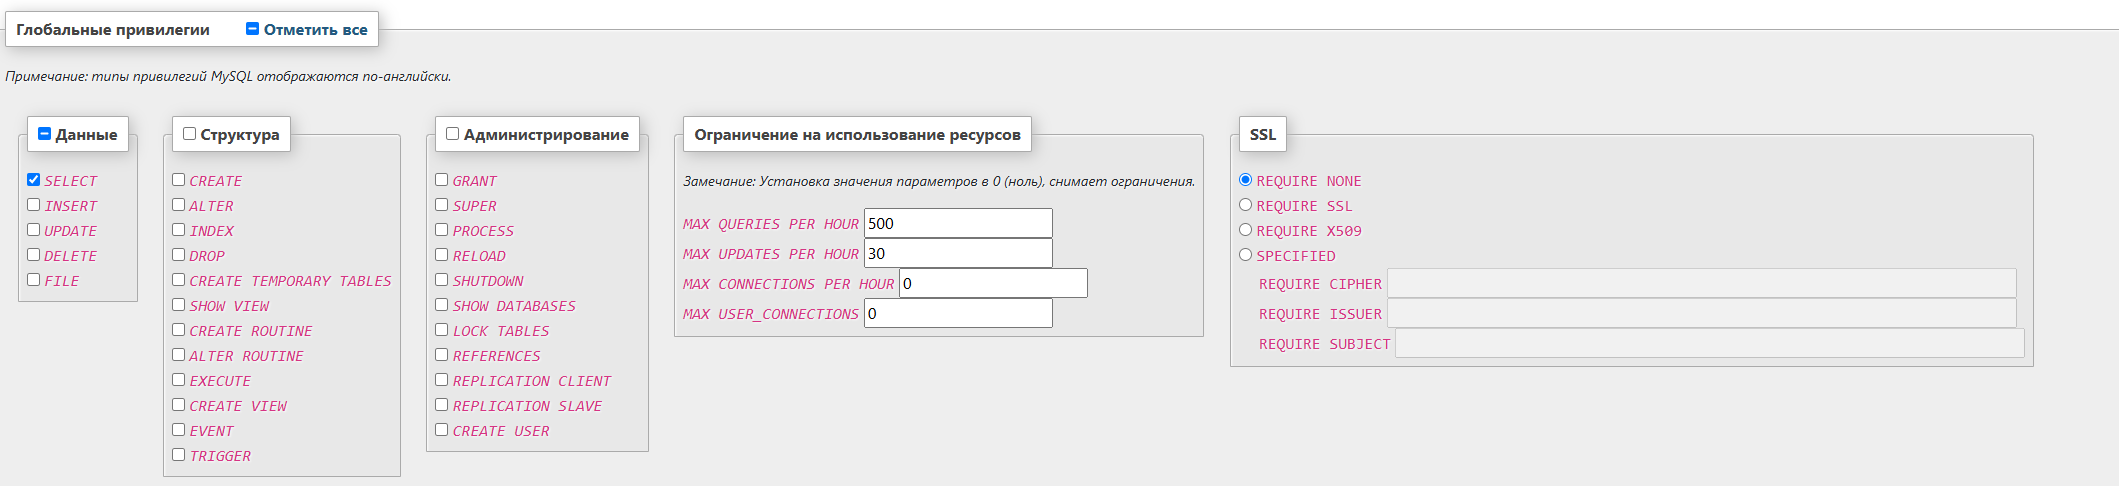 Глобальные привилегии Отметить все
Примечание: типы привилегий MySQL отображаются по-английски.
Данные
SELECT
INSERT
UPDATE
DELETE
FILE
Структура
CREATE
ALTER
INDEX
DROP
CREATE TEMPORARY TABLES
SHOW VIEW
CREATE ROUTINE
ALTER ROUTINE
EXECUTE
CREATE VIEW
EVENT
TRIGGER
Администрирование
GRANT
SUPER
PROCESS
RELOAD
SHUTDOWN
SHOW DATABASES
LOCK TABLES
REFERENCES
REPLICATION CLIENT
REPLICATION SLAVE
CREATE USER
Ограничение на использование ресурсов
Замечание: Установка значения параметров в 0 (ноль), снимает ограничения.
MAX QUERIES PER HOUR 500
MAX UPDATES PER HOUR 30
MAX CONNECTIONS PER HOUR 0
MAX USER_CONNECTIONS 0
SSL
REQUIRE NONE
REQUIRE SSL
REQUIRE X509
SPECIFIED
REQUIRE CIPHER
REQUIRE ISSUER
REQUIRE SUBJECT